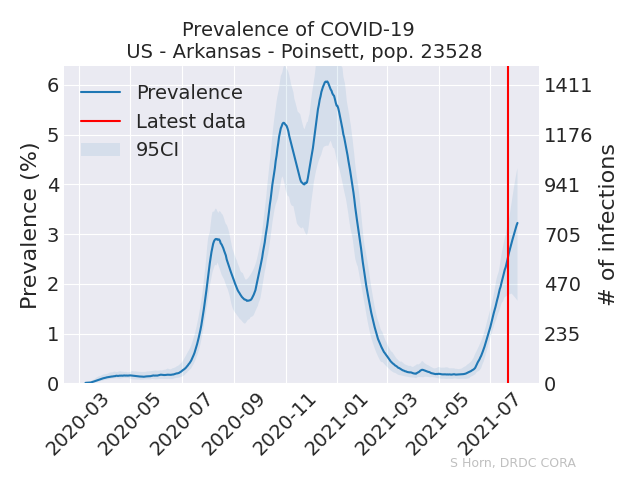 Prevalence of COVID-19
US - Arkansas - Poinsett, pop. 23528
Prevalence
Latest data
95CI
Prevalence (%)
6
5
4
3
2
1
0
1411
1176
941
705
470
235
0
# of infections
2020-03
2020-05
2020-07
2020-09
2020-11
2021-01
2021-03
2021-05
2021-07
S Horn, DRDC CORA